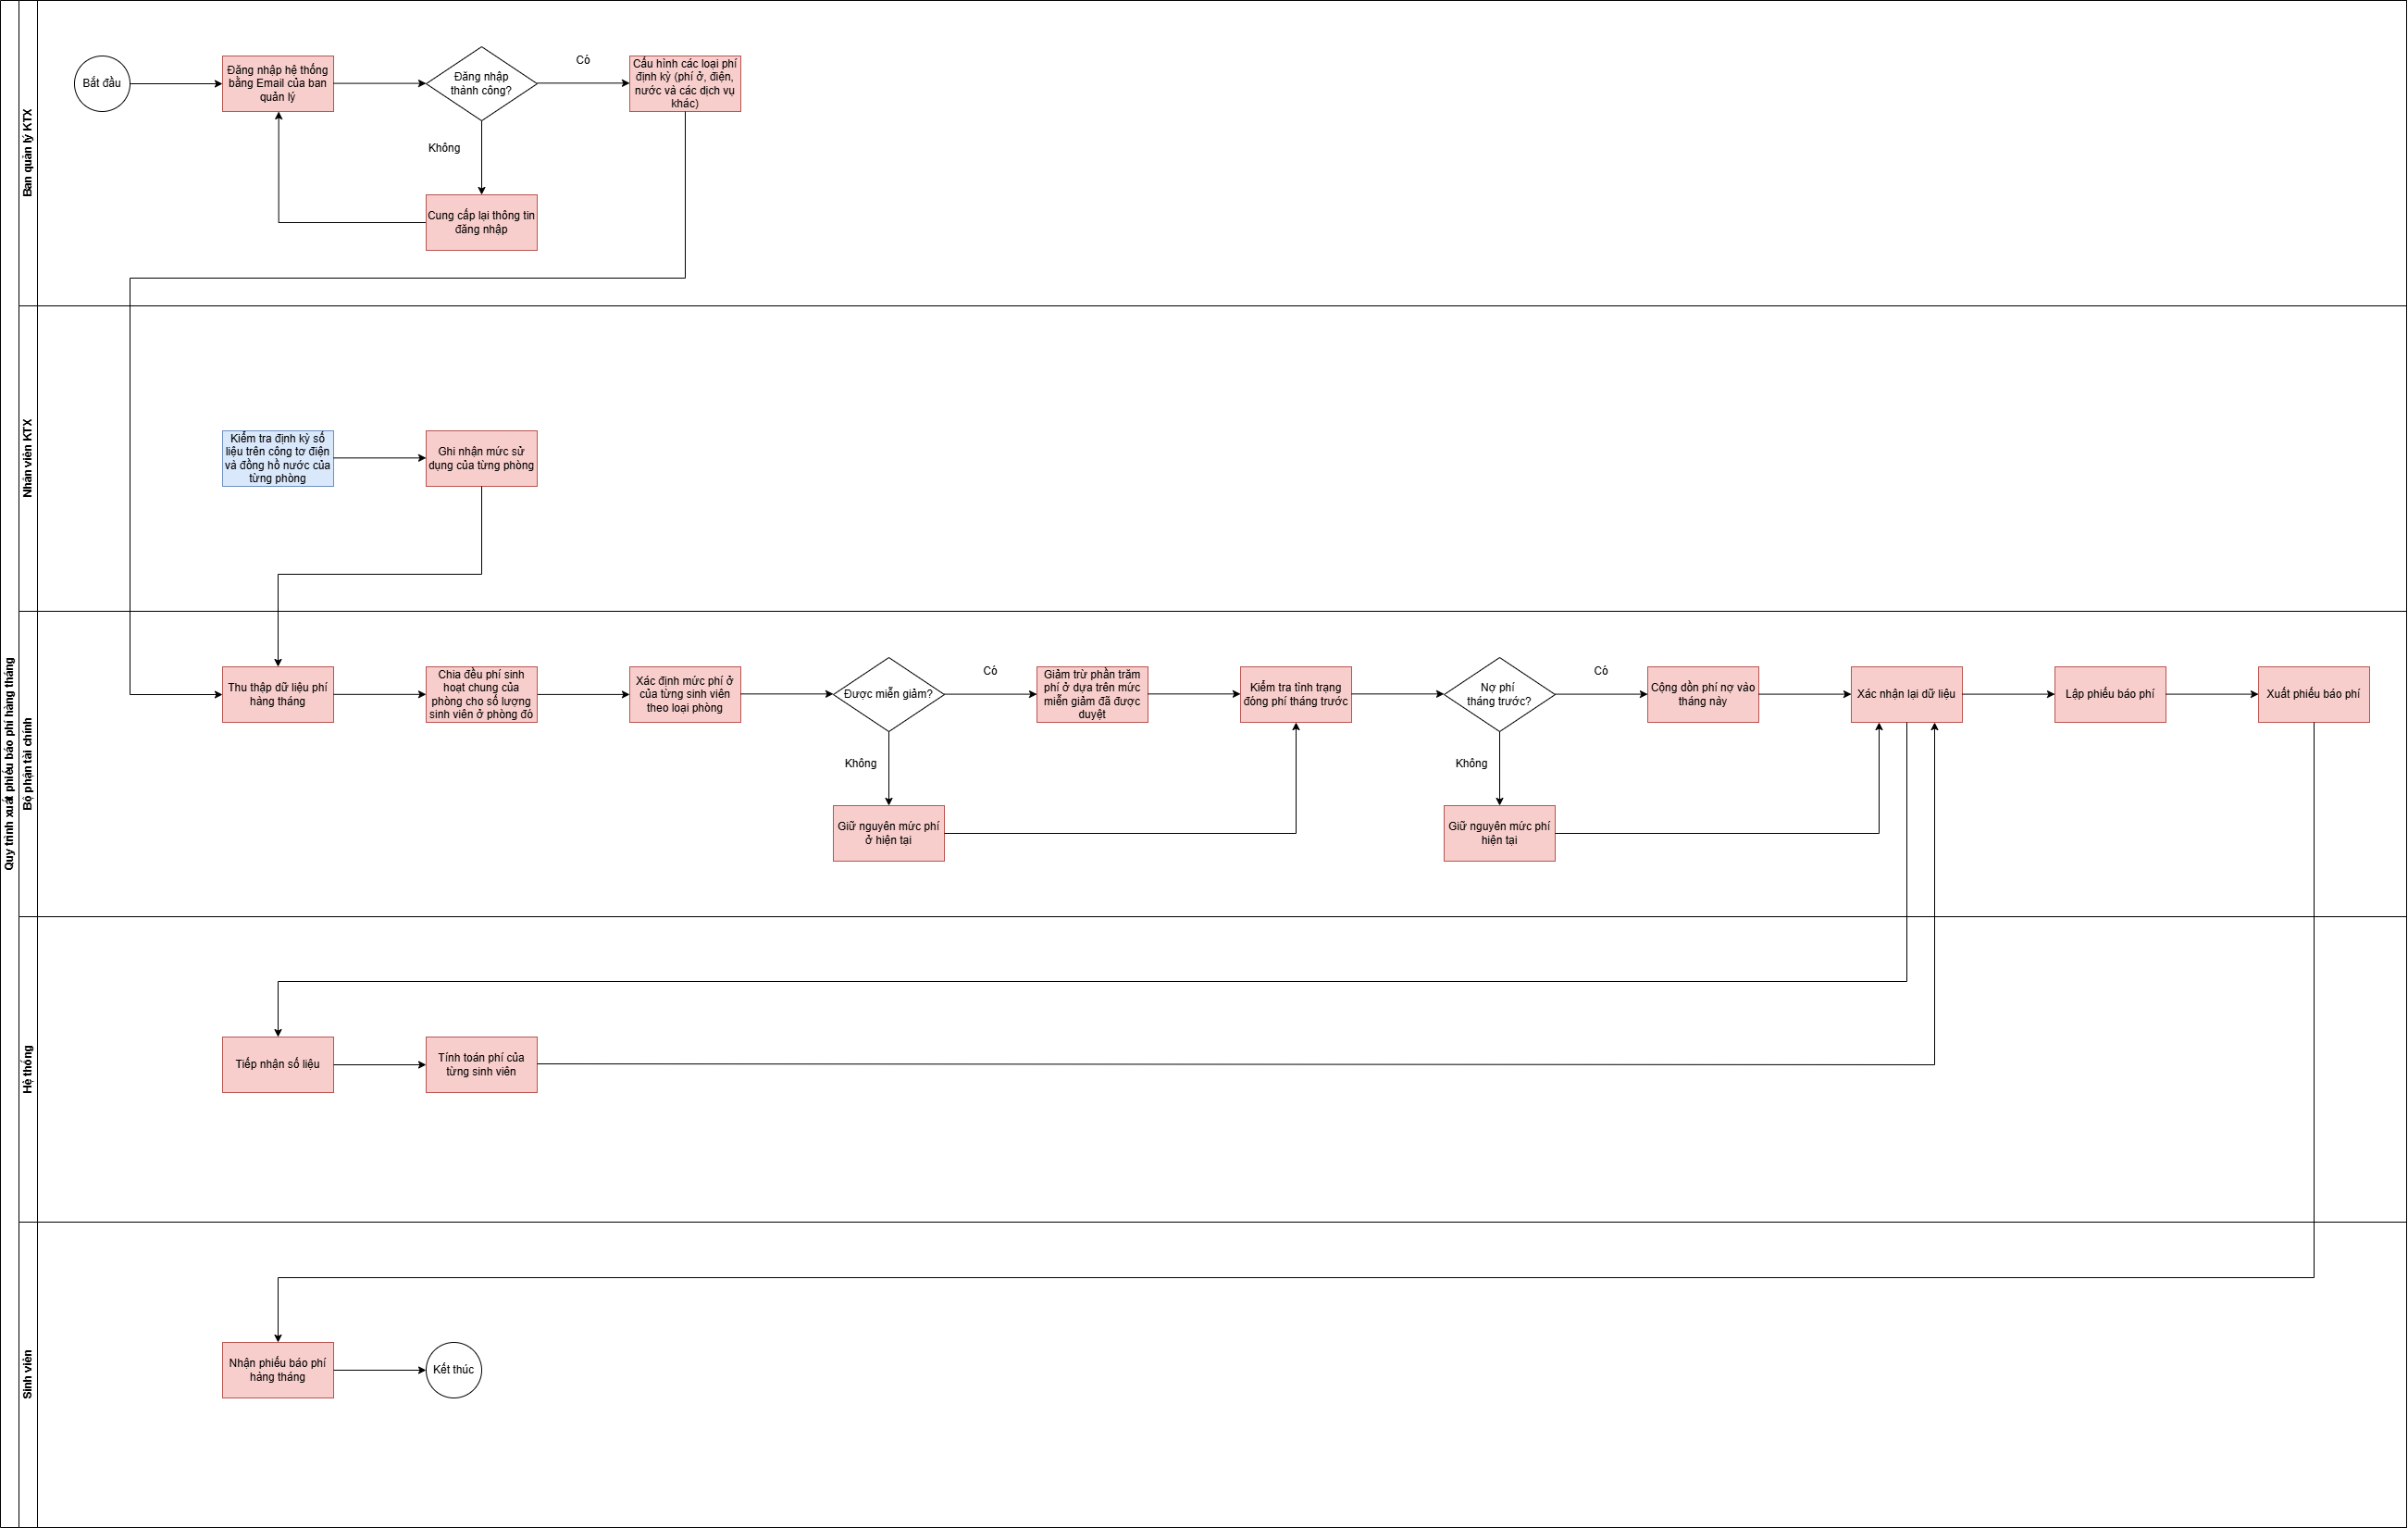 Quy trình xuất phiếu báo phí hàng tháng
Ban quản lý KTX
Bắt đầu
Đăng nhập hệ thống
bằng Email của ban
quản lý
Đăng nhập
thành công?
Có
Cấu hình các loại phí
định kỳ (phí ở, điện,
nước và các dịch vụ
khác)
Không
Cung cấp lại thông tin
đăng nhập
Nhân viên KTX
Kiểm tra định kỳ số
liệu trên công tơ điện
và đồng hồ nước của
từng phòng
Ghi nhận mức sử
dụng của từng phòng
Bộ phận tài chính
Thu thập dữ liệu phí
hàng tháng
Chia đều phí sinh
hoạt chung của
phòng cho số lượng
sinh viên ở phòng đó
Xác định mức phí ở
của từng sinh viên
theo loại phòng
Được miễn giảm?
Có
Giảm trừ phần trăm
phí ở dựa trên mức
miễn giảm đã được
duyệt
Kiểm tra tình trạng
đóng phí tháng trước
Nợ phí
tháng trước?
Có
Cộng dồn phí nợ vào
tháng này
Xác nhận lại dữ liệu
Lập phiếu báo phí
Xuất phiếu báo phí
Không
Giữ nguyên mức phí
ở hiện tại
Không
Giữ nguyên mức phí
hiện tại
Hệ thống
Tiếp nhận số liệu
Tính toán phí của
từng sinh viên
Sinh viên
Nhận phiếu báo phí
hàng tháng
Kết thúc